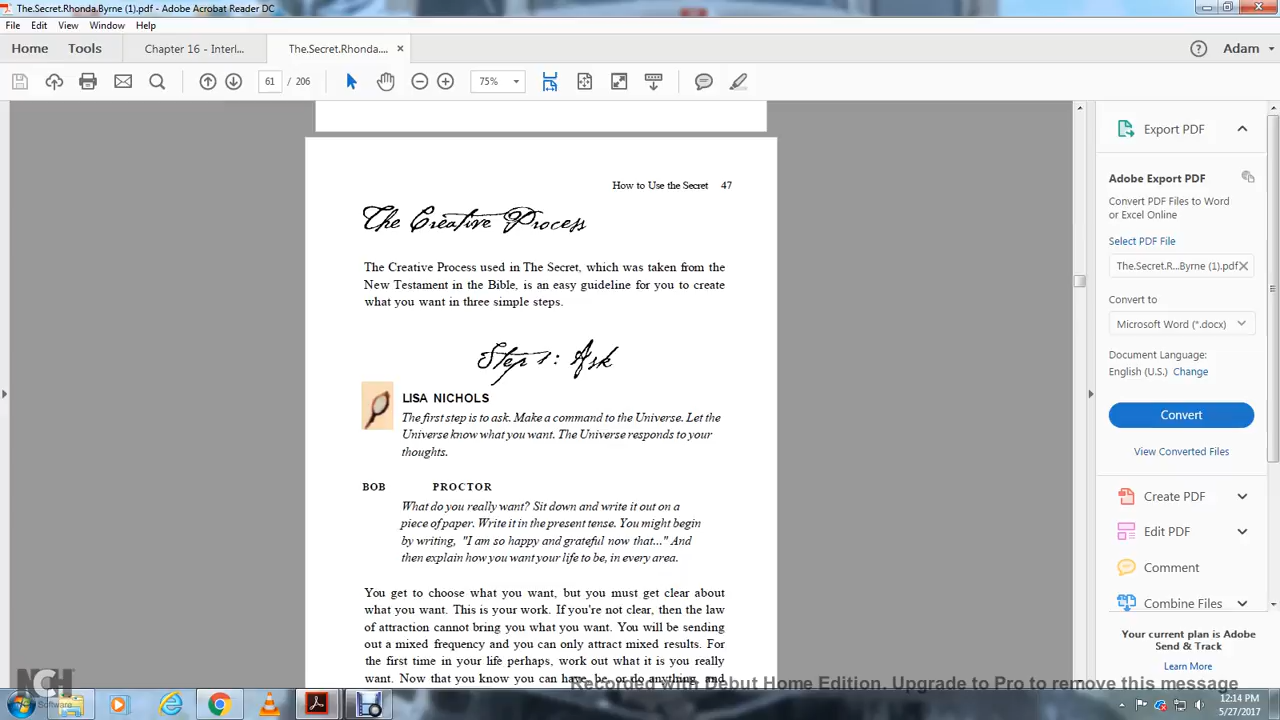 The.Secret.Rhonda.Byrne (1).pdf - Adobe Acrobat Reader DC
File Edit View Window Help
Home Tools Chapter 16 - Interl... The.Secret.Rhonda.... × Adam
61 / 206 75%
How to Use the Secret 47
The Creative Process
The Creative Process used in The Secret, which was taken from the
New Testament in the Bible, is an easy guideline for you to create
what you want in three simple steps.
Step 1: Ask
LISA NICHOLS
The first step is to ask. Make a command to the Universe. Let the
Universe know what you want. The Universe responds to your
thoughts.
BOB PROCTOR
What do you really want? Sit down and write it out on a
piece of paper. Write it in the present tense. You might begin
by writing, "I am so happy and grateful now that..." And
then explain how you want your life to be, in every area.
You get to choose what you want, but you must get clear about
what you want. This is your work. If you're not clear, then the law
of attraction cannot bring you what you want. You will be sending
out a mixed frequency and you can only attract mixed results. For
the first time in your life perhaps, work out what it is you really
want. Now that you know you can have, be, or do anything, and
Export PDF
Adobe Export PDF
Convert PDF Files to Word
or Excel Online
Select PDF File
The.Secret.R...Byrne (1).pdf
Convert to
Microsoft Word (*.docx)
Document Language:
English (U.S.) Change
Convert
View Converted Files
Create PDF
Edit PDF
Comment
Combine Files
Your current plan is Adobe
Send & Track
Learn More
Recorded with Debut Home Edition. Upgrade to Pro to remove this message
NCH
Software
12:14 PM
5/27/2017